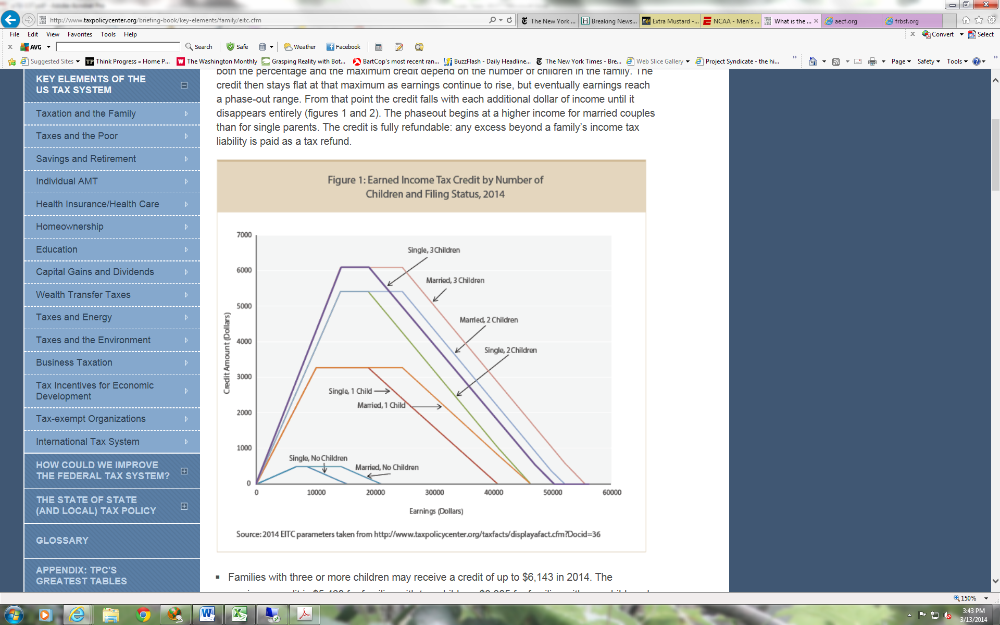 http://www.taxpolicycenter.org/briefing-book/key-elements/family/eitc.cfm
The New York ...
Breaking News...
Extra Mustard -...
NCAA - Men's ...
What is the ...
aecf.org
frbsf.org
File Edit View Favorites Tools Help
Convert Select
AVG Search Safe Weather Facebook
Suggested Sites
Think Progress » Home P...
The Washington Monthly
Grasping Reality with Bot...
BartCop's most recent ran...
BuzzFlash - Daily Headline...
The New York Times - Bre...
Web Slice Gallery
Project Syndicate - the hi...
Page Safety Tools
KEY ELEMENTS OF THE
US TAX SYSTEM
Taxation and the Family
Taxes and the Poor
Savings and Retirement
Individual AMT
Health Insurance/Health Care
Homeownership
Education
Capital Gains and Dividends
Wealth Transfer Taxes
Taxes and Energy
Taxes and the Environment
Business Taxation
Tax Incentives for Economic
Development
Tax-exempt Organizations
International Tax System
HOW COULD WE IMPROVE
THE FEDERAL TAX SYSTEM?
THE STATE OF STATE
(AND LOCAL) TAX POLICY
GLOSSARY
APPENDIX: TPC'S
GREATEST TABLES
both the percentage and the maximum credit depend on the number of children in the family. The
credit then stays flat at that maximum as earnings continue to rise, but eventually earnings reach
a phase-out range. From that point the credit falls with each additional dollar of income until it
disappears entirely (figures 1 and 2). The phaseout begins at a higher income for married couples
than for single parents. The credit is fully refundable: any excess beyond a family's income tax
liability is paid as a tax refund.
Figure 1: Earned Income Tax Credit by Number of
Children and Filing Status, 2014
Credit Amount (Dollars)
7000
6000
5000
4000
3000
2000
1000
0
Single, 3 Children
Married, 3 Children
Married, 2 Children
Single, 2 Children
Single, 1 Child
Married, 1 Child
Single, No Children
Married, No Children
0 10000 20000 30000 40000 50000 60000
Earnings (Dollars)
Source: 2014 EITC parameters taken from http://www.taxpolicycenter.org/taxfacts/displayafact.cfm?Docid=36
Families with three or more children may receive a credit of up to $6,143 in 2014. The
150%
3:43 PM
3/13/2014